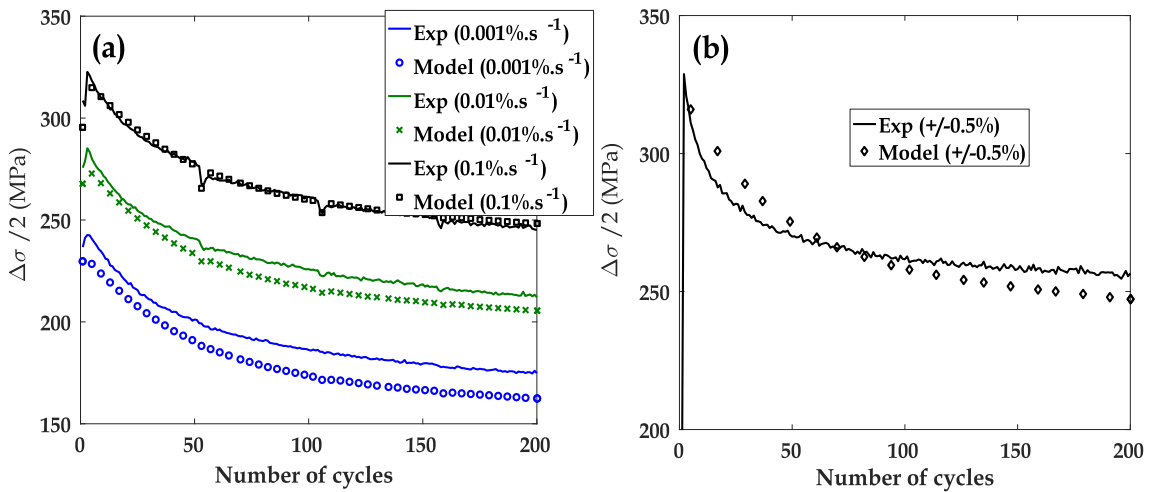 (a)
350
300
250
200
150
0
50
100
150
200
Δσ /2 (MPa)
Number of cycles
Exp (0.001%.s⁻¹)
Model (0.001%.s⁻¹)
Exp (0.01%.s⁻¹)
Model (0.01%.s⁻¹)
Exp (0.1%.s⁻¹)
Model (0.1%.s⁻¹)
(b)
350
300
250
200
0
50
100
150
200
Δσ /2 (MPa)
Number of cycles
Exp (+/-0.5%)
Model (+/-0.5%)